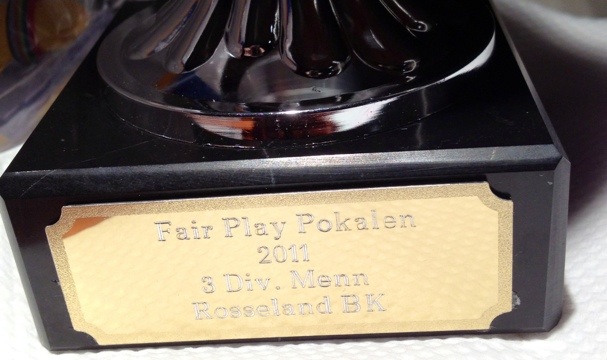 Fair Play Pokalen
2011
3 Div. Menn
Rosseland BK